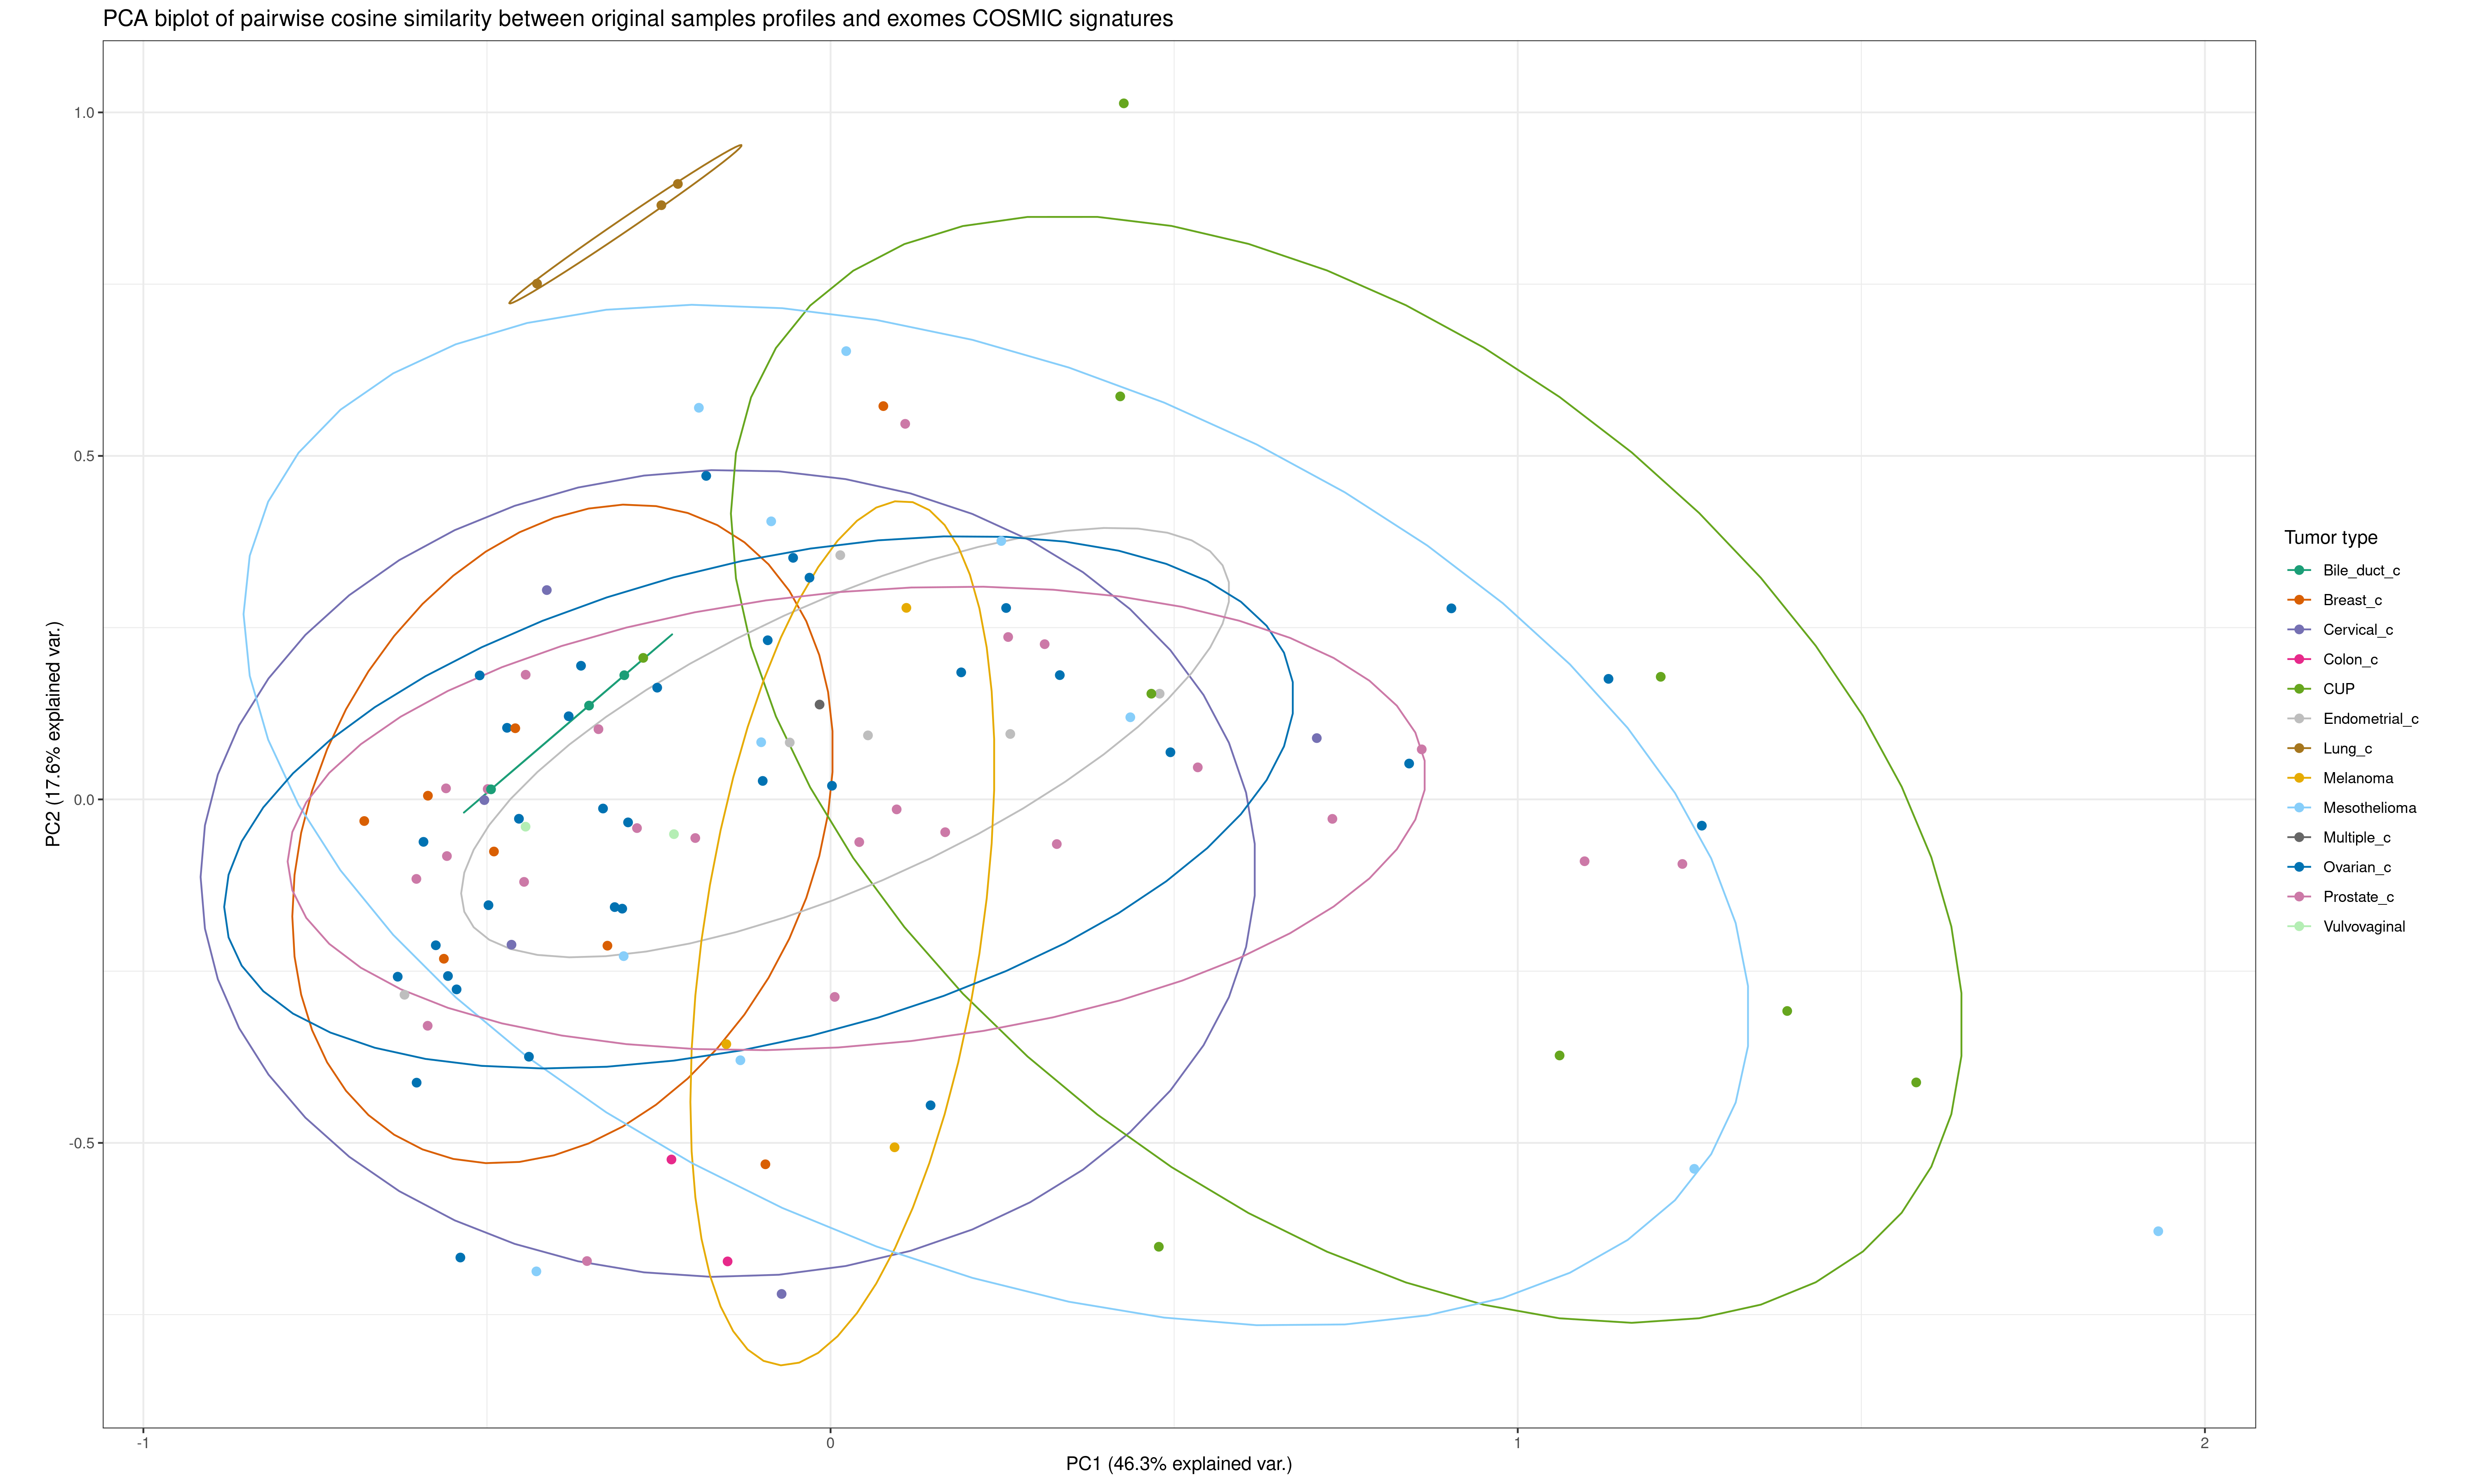 PCA biplot of pairwise cosine similarity between original samples profiles and exomes COSMIC signatures
PC2 (17.6% explained var.)
1.0
0.5
0.0
-0.5
-1
0
1
2
PC1 (46.3% explained var.)
Tumor type
Bile_duct_c
Breast_c
Cervical_c
Colon_c
CUP
Endometrial_c
Lung_c
Melanoma
Mesothelioma
Multiple_c
Ovarian_c
Prostate_c
Vulvovaginal